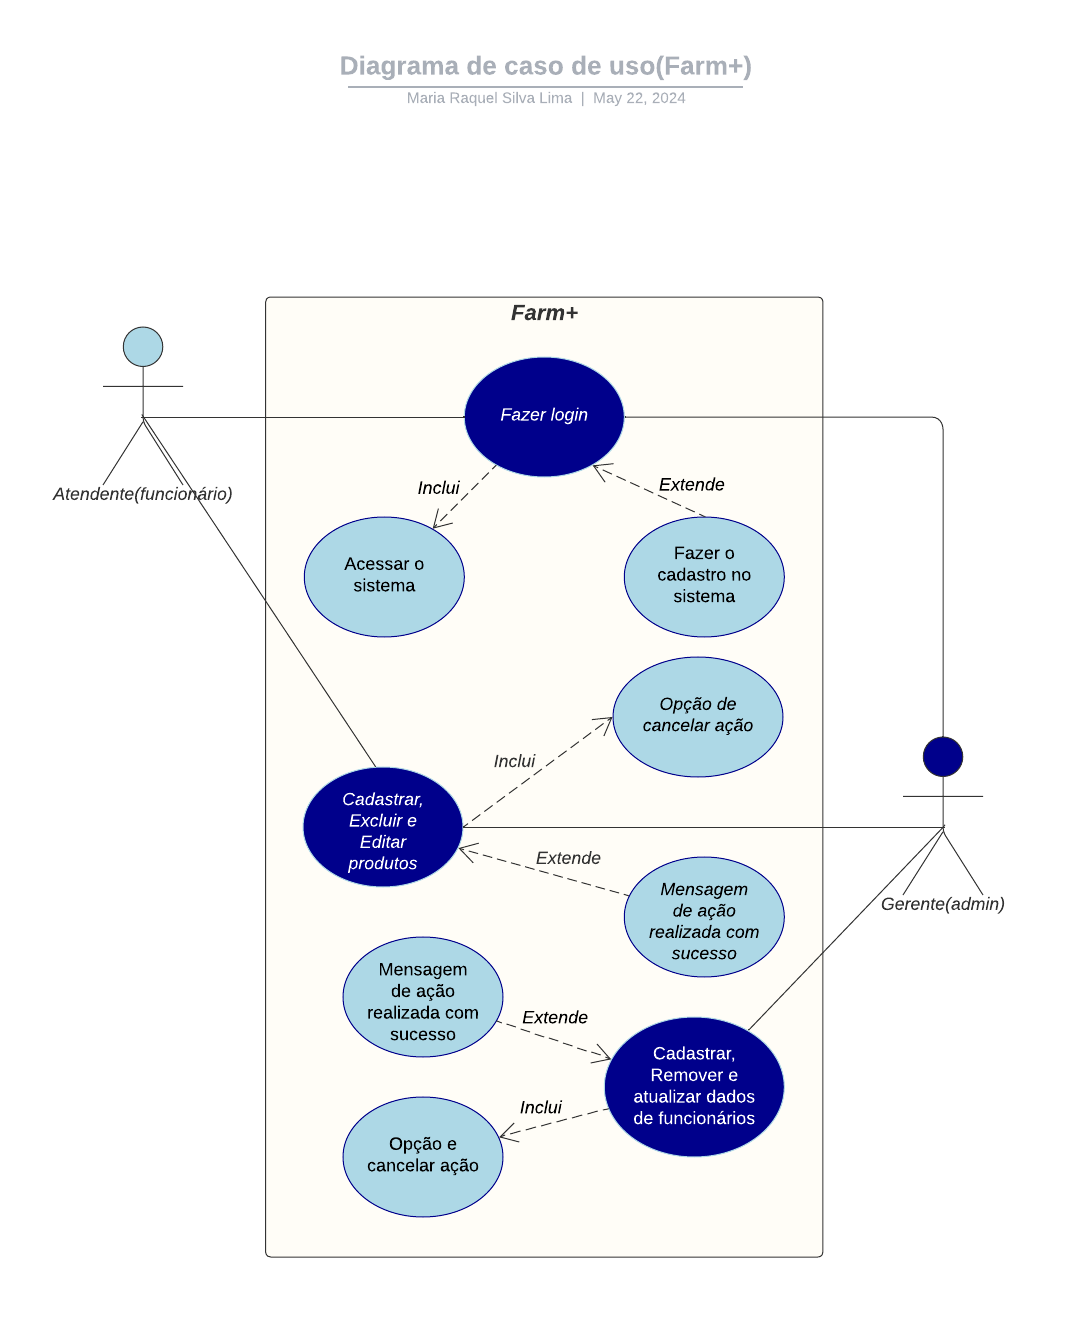 Diagrama de caso de uso(Farm+)
Maria Raquel Silva Lima | May 22, 2024
Farm+
Fazer login
Inclui
Extende
Atendente(funcionário)
Acessar o
sistema
Fazer o
cadastro no
sistema
Opção de
cancelar ação
Inclui
Cadastrar,
Excluir e
Editar
produtos
Extende
Mensagem
de ação
realizada com
sucesso
Gerente(admin)
Mensagem
de ação
realizada com
sucesso
Extende
Cadastrar,
Remover e
atualizar dados
de funcionários
Inclui
Opção e
cancelar ação